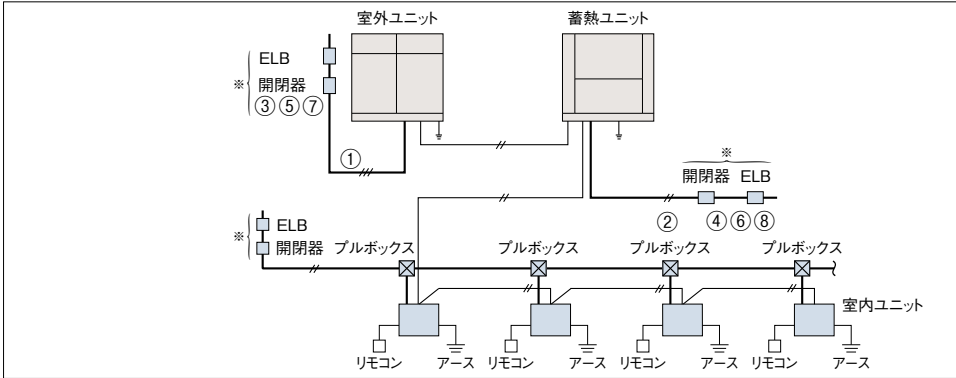 室外ユニット
蓄熱ユニット
※
ELB
開閉器
③⑤⑦
①
※
開閉器 ELB
②
④⑥⑧
※
ELB
開閉器
プルボックス
プルボックス
プルボックス
プルボックス
室内ユニット
リモコン
アース
リモコン
アース
リモコン
アース
リモコン
アース